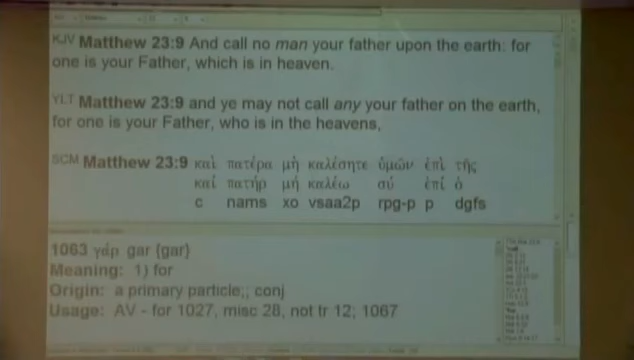 KJV Matthew 23:9 And call no man your father upon the earth: for
one is your Father, which is in heaven.
YLT Matthew 23:9 and ye may not call any your father on the earth,
for one is your Father, who is in the heavens,
SCM Matthew 23:9 καὶ πατέρα μὴ καλέσητε ὑμῶν ἐπὶ τῆς
καί πατήρ μή καλέω σύ ἐπί ὁ
c nams xo vsaa2p rpg-p p dgfs
1063 γάρ gar {gar}
Meaning: 1) for
Origin: a primary particle;; conj
Usage: AV - for 1027, misc 28, not tr 12; 1067